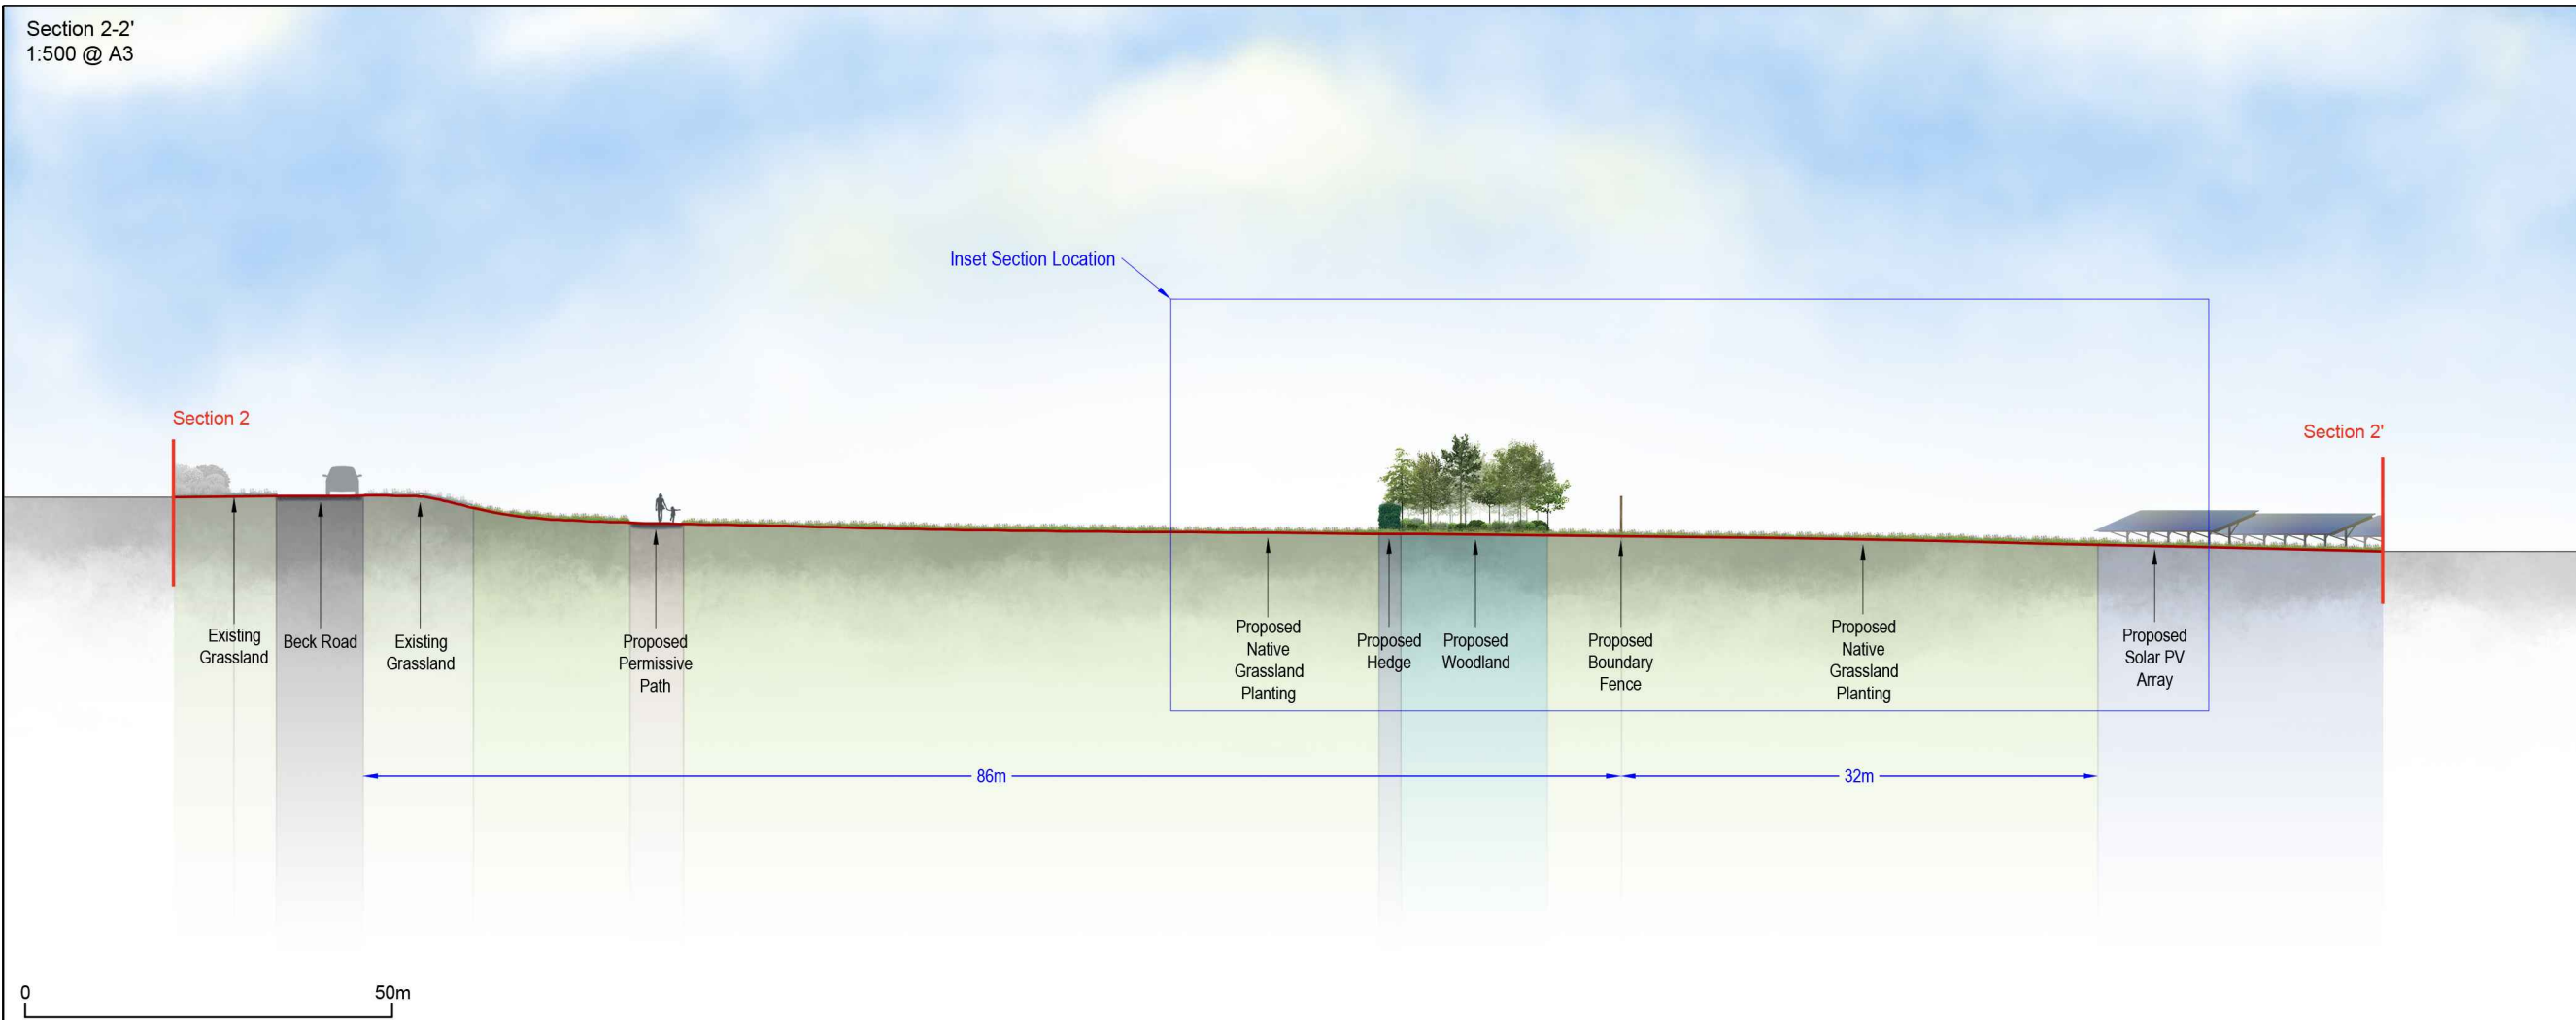 Section 2-2'
1:500 @ A3
Inset Section Location
Section 2
Section 2'
Existing
Grassland
Beck Road
Existing
Grassland
Proposed
Permissive
Path
Proposed
Native
Grassland
Planting
Proposed
Hedge
Proposed
Woodland
Proposed
Boundary
Fence
Proposed
Native
Grassland
Planting
Proposed
Solar PV
Array
86m
32m
0
50m